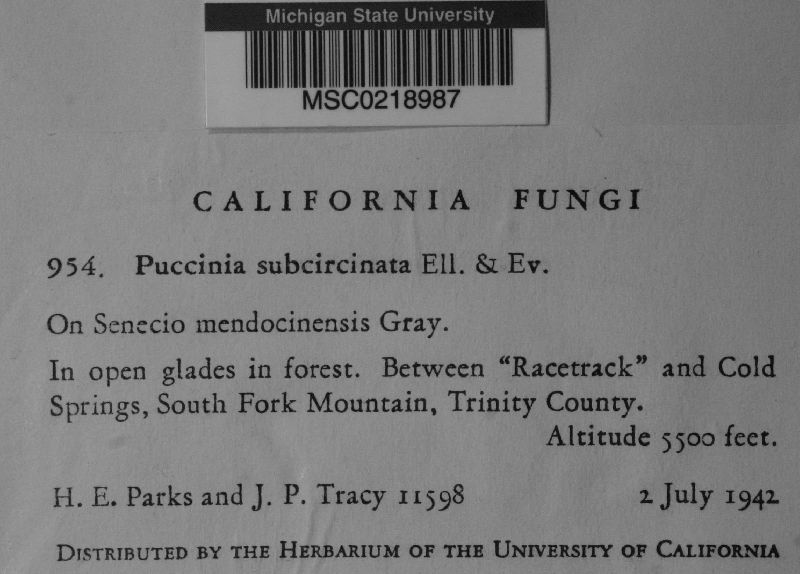 Michigan State University
MSC0218987
CALIFORNIA FUNGI
954. Puccinia subcircinata Ell. & Ev.
On Senecio mendocinensis Gray.
In open glades in forest. Between “Racetrack” and Cold
Springs, South Fork Mountain, Trinity County.
Altitude 5500 feet.
H. E. Parks and J. P. Tracy 11598 2 July 1942
Distributed by the Herbarium of the University of California